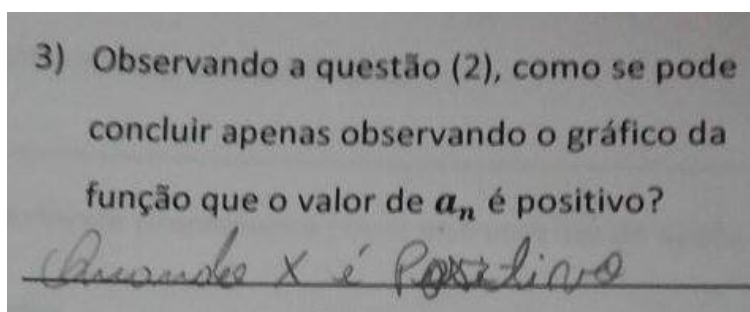 3) Observando a questão (2), como se pode
concluir apenas observando o gráfico da
função que o valor de aₙ é positivo?
Quando X é Positivo